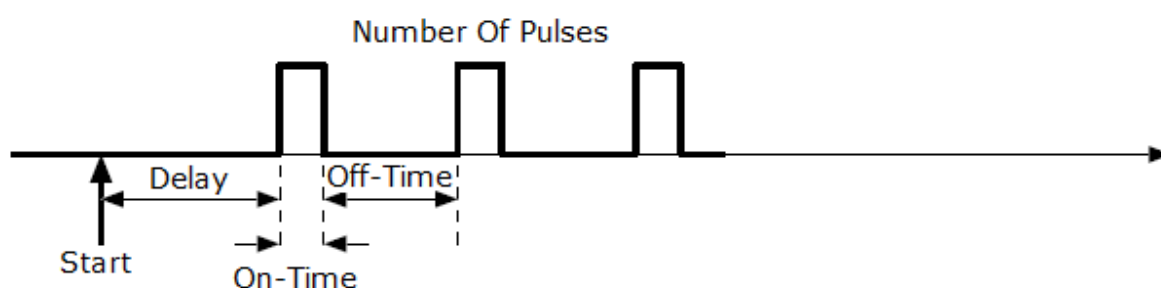 Number Of Pulses
Delay
Off-Time
Start
On-Time